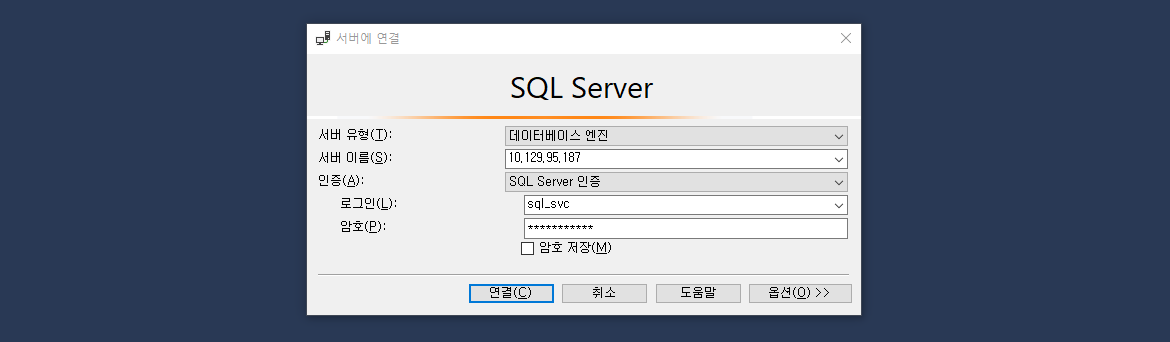 서버에 연결
SQL Server
서버 유형(T): 데이터베이스 엔진
서버 이름(S): 10,129,95,187
인증(A): SQL Server 인증
로그인(L): sql_svc
암호(P): ***********
암호 저장(M)
연결(C) 취소 도움말 옵션(O) >>